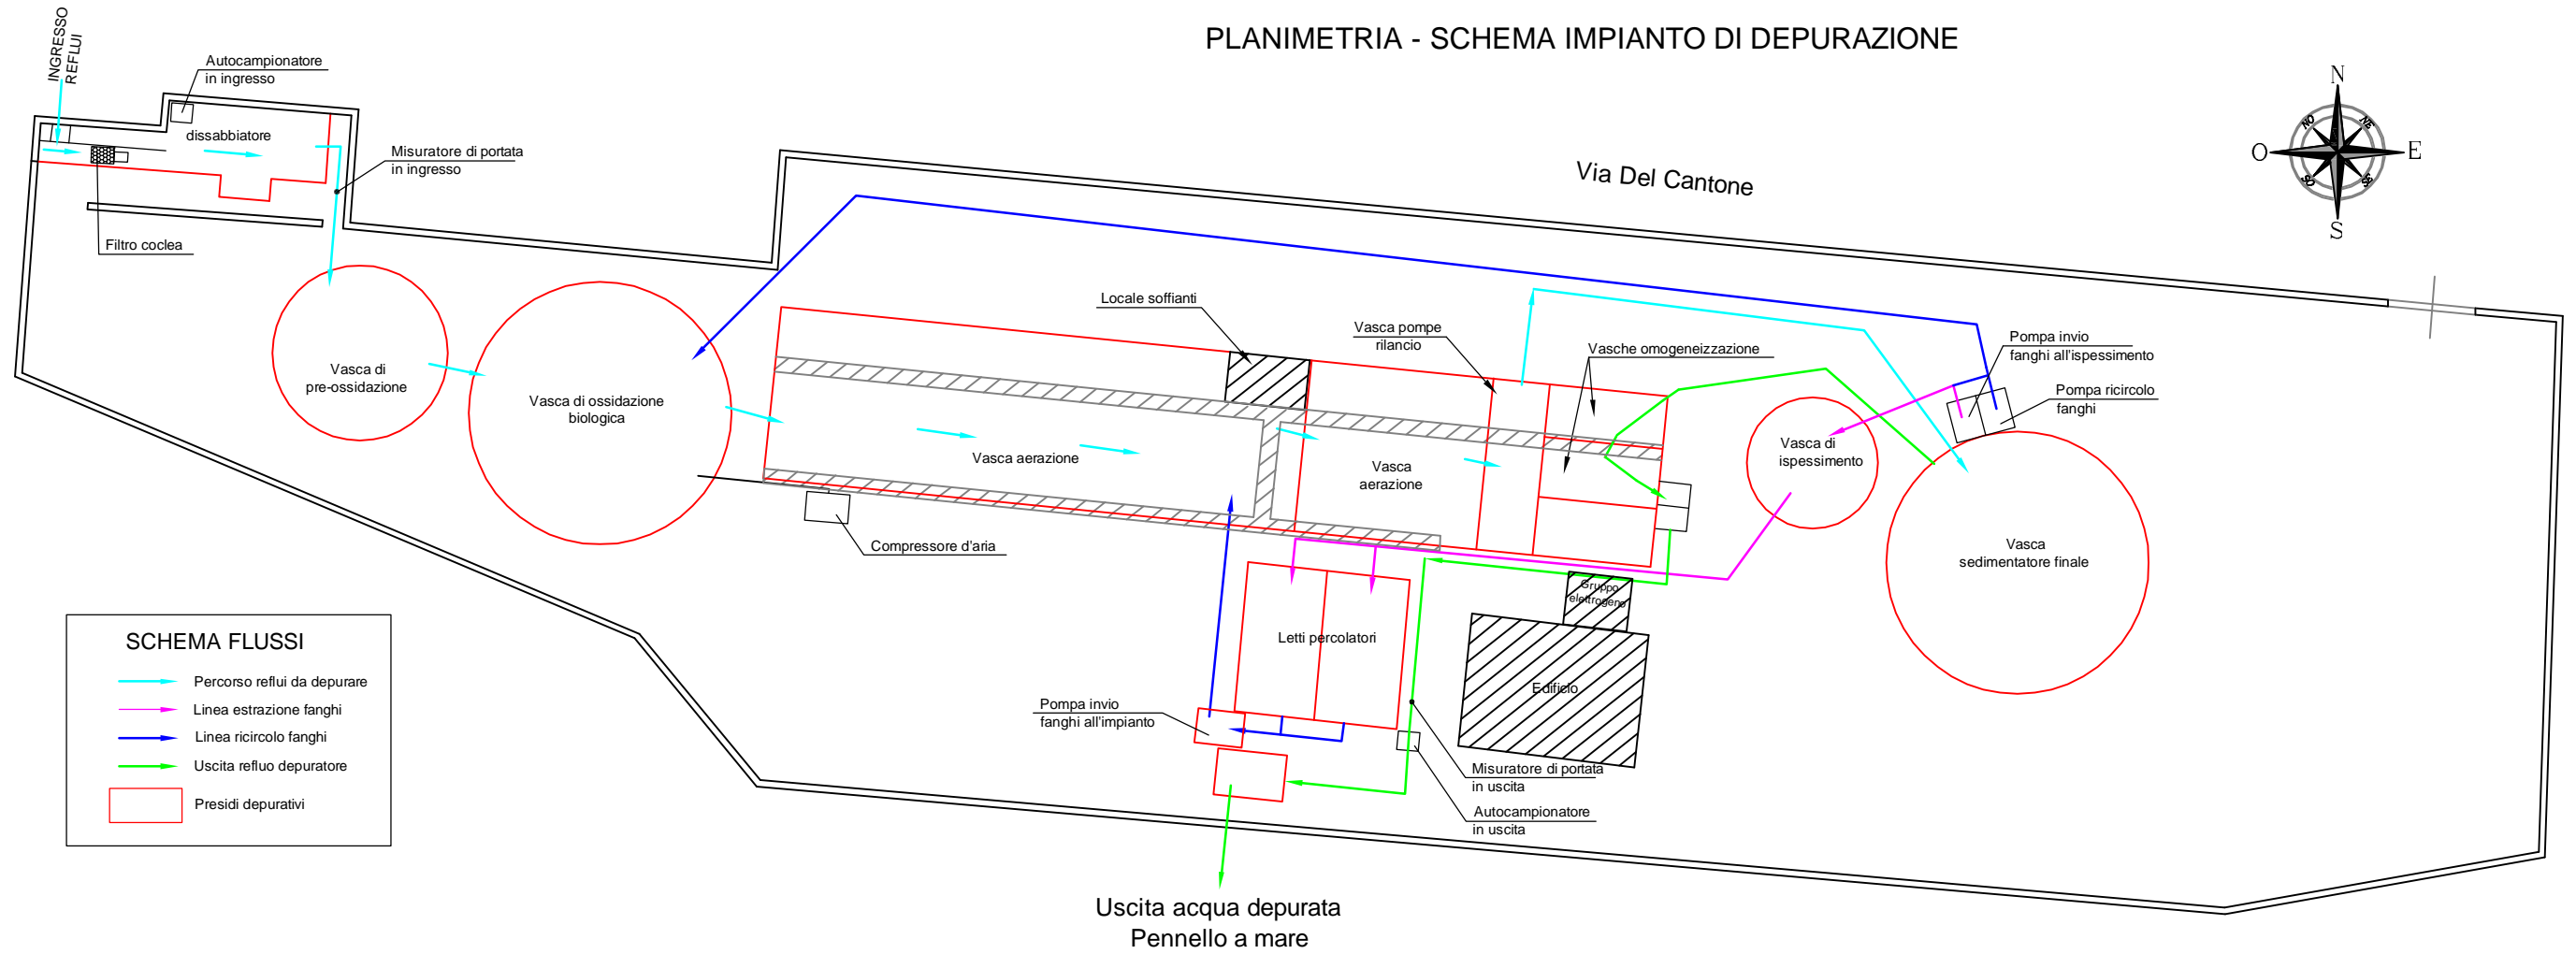 PLANIMETRIA - SCHEMA IMPIANTO DI DEPURAZIONE
INGRESSO
REFLUI
Autocampionatore
in ingresso
dissabbiatore
Misuratore di portata
in ingresso
Filtro coclea
Via Del Cantone
N
NO
NE
O
E
SO
S
Vasca di
pre-ossidazione
Vasca di ossidazione
biologica
Locale soffianti
Vasca pompe
rilancio
Vasche omogeneizzazione
Pompa invio
fanghi all'ispessimento
Pompa ricircolo
fanghi
Vasca aerazione
Vasca
aerazione
Vasca di
ispessimento
Vasca
sedimentatore finale
Compressore d'aria
Gruppo
elettrogeno
Letti percolatori
Edificio
Pompa invio
fanghi all'impianto
Misuratore di portata
in uscita
Autocampionatore
in uscita
SCHEMA FLUSSI
Percorso reflui da depurare
Linea estrazione fanghi
Linea ricircolo fanghi
Uscita refluo depuratore
Presidi depurativi
Uscita acqua depurata
Pennello a mare